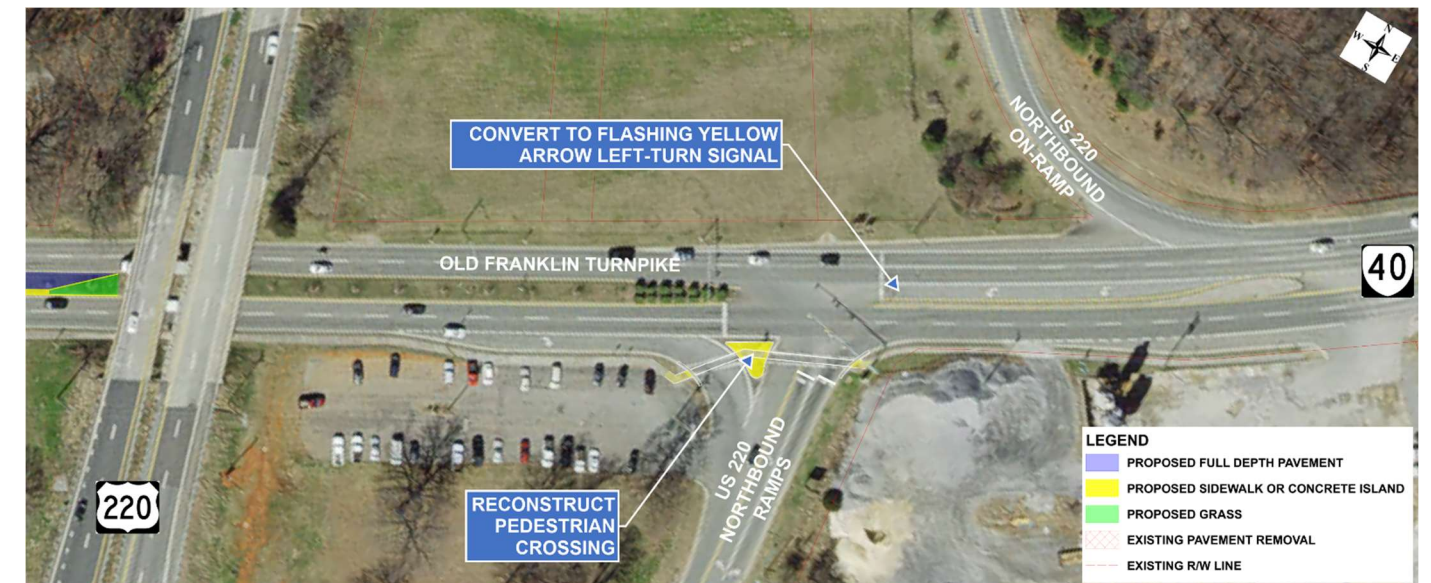 N
W
E
S
CONVERT TO FLASHING YELLOW
ARROW LEFT-TURN SIGNAL
US 220
NORTHBOUND
ON-RAMP
OLD FRANKLIN TURNPIKE
40
220
RECONSTRUCT
PEDESTRIAN
CROSSING
US 220
NORTHBOUND
RAMPS
LEGEND
PROPOSED FULL DEPTH PAVEMENT
PROPOSED SIDEWALK OR CONCRETE ISLAND
PROPOSED GRASS
EXISTING PAVEMENT REMOVAL
EXISTING R/W LINE